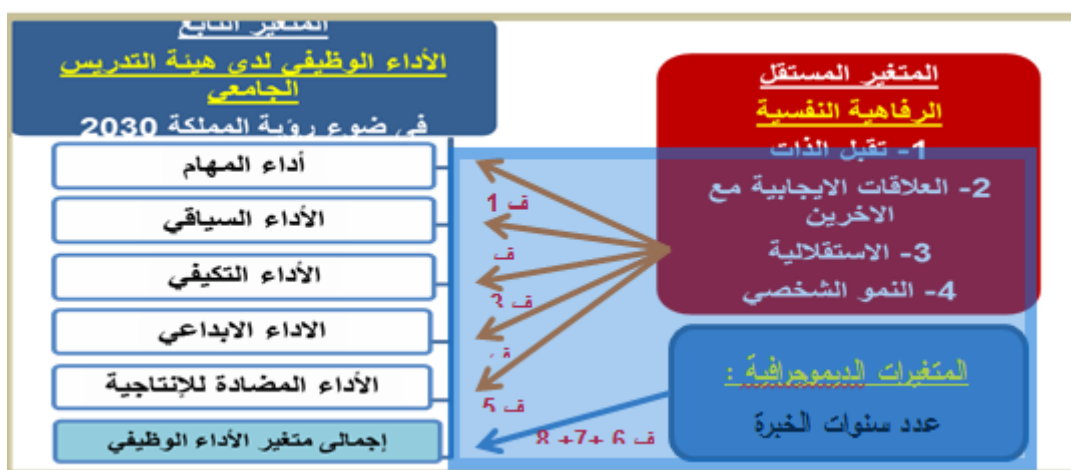 المتغير المستقل
الرفاهية النفسية
1- تقبل الذات
2- العلاقات الايجابية مع
الاخرين
3- الاستقلالية
4- النمو الشخصي
المتغيرات الديموجرافية :
عدد سنوات الخبرة
ف 1
ف
ف 3
ف 5
ف 6 +7+ 8
المتغير التابع
الأداء الوظيفي لدى هيئة التدريس
الجامعي
في ضوء رؤية المملكة 2030
أداء المهام
الأداء السياقي
الأداء التكيفي
الاداء الابداعي
الأداء المضادة للإنتاجية
إجمالى متغير الأداء الوظيفي